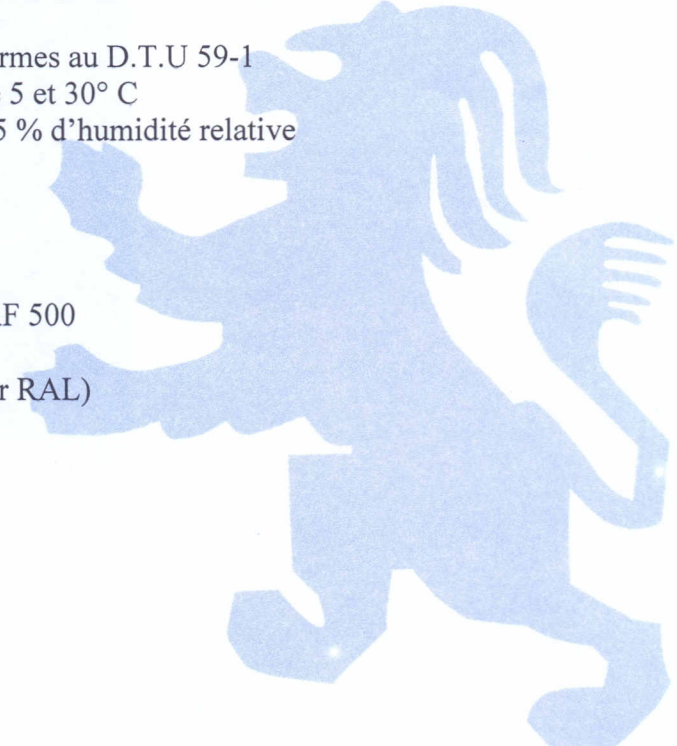 rmes au D.T.U 59-1
5 et 30° C
5 % d'humidité relative
F 500
r RAL)